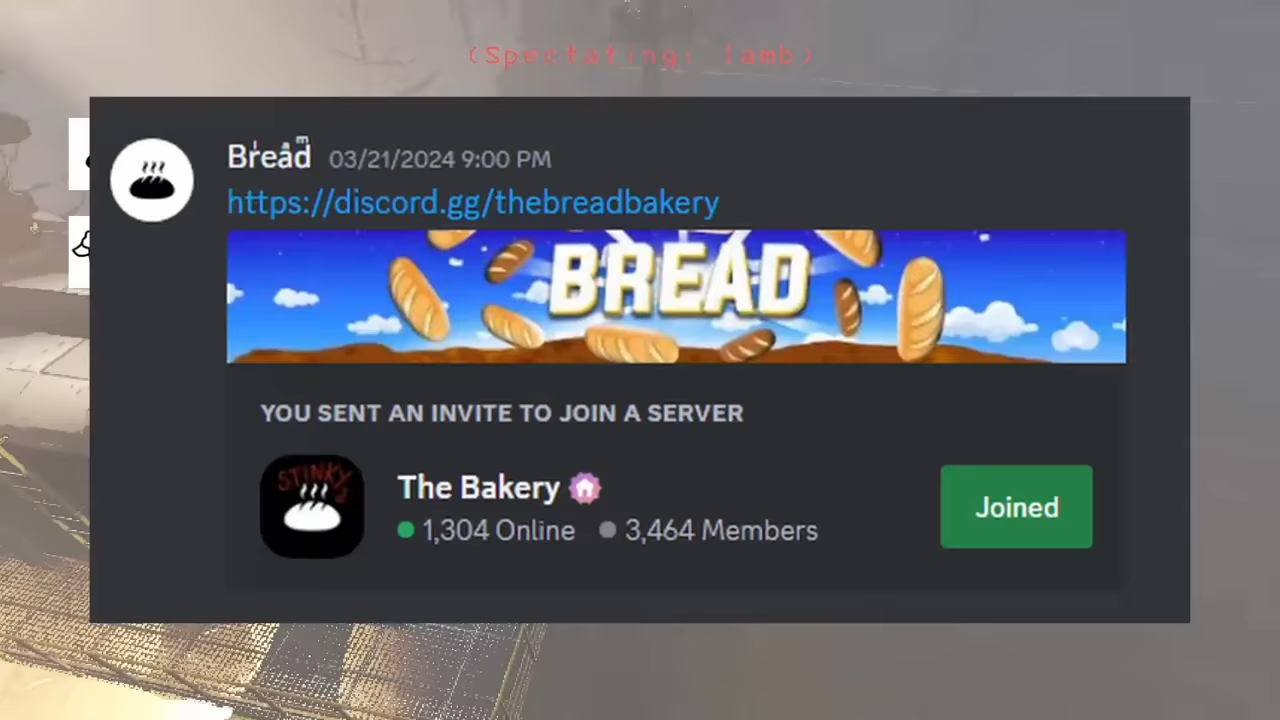 (Spectating: lamb)
Bread 03/21/2024 9:00 PM
https://discord.gg/thebreadbakery
BREAD
YOU SENT AN INVITE TO JOIN A SERVER
STINKY
The Bakery
1,304 Online 3,464 Members
Joined